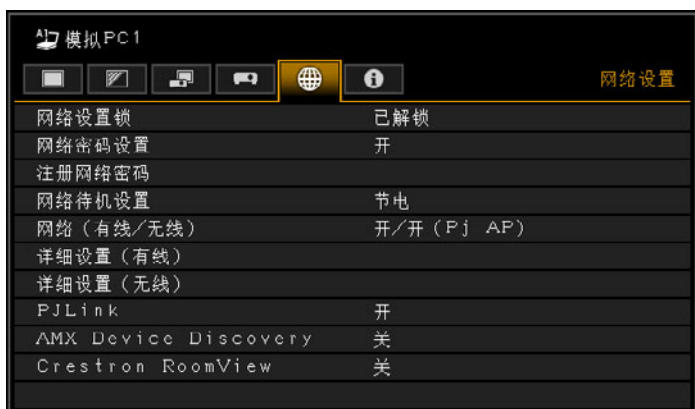 模拟PC1
网络设置
网络设置锁 已解锁
网络密码设置 开
注册网络密码
网络待机设置 节电
网络（有线/无线） 开/开（Pj AP）
详细设置（有线）
详细设置（无线）
PJLink 开
AMX Device Discovery 关
Crestron RoomView 关